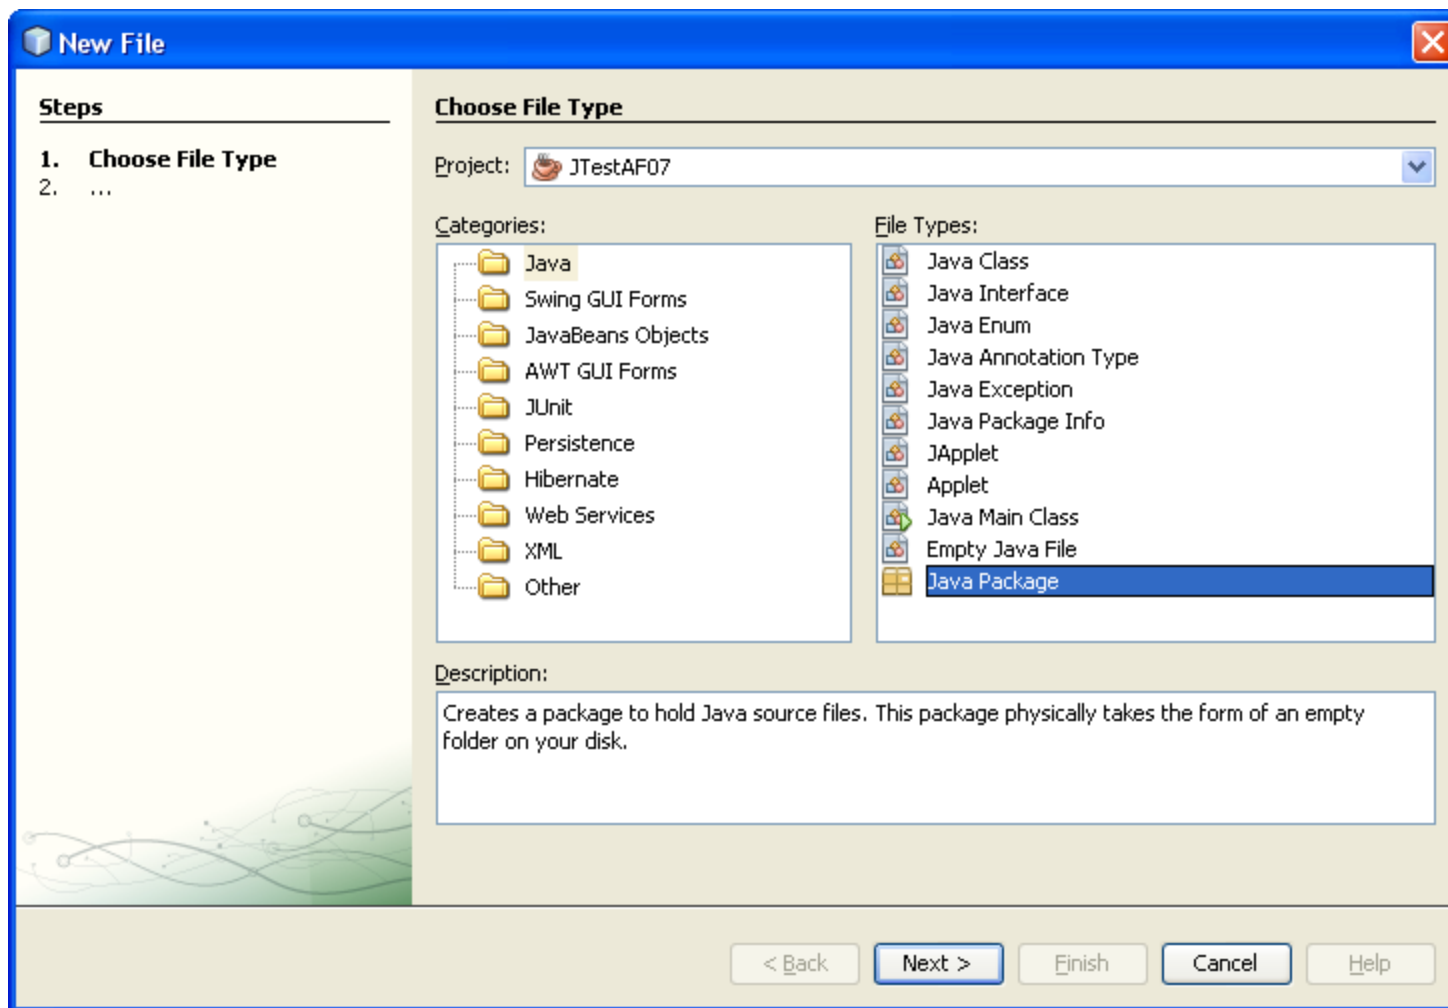 New File
Steps
1. Choose File Type
2. ...
Choose File Type
Project: JTestAF07
Categories:
Java
Swing GUI Forms
JavaBeans Objects
AWT GUI Forms
JUnit
Persistence
Hibernate
Web Services
XML
Other
File Types:
Java Class
Java Interface
Java Enum
Java Annotation Type
Java Exception
Java Package Info
JApplet
Applet
Java Main Class
Empty Java File
Java Package
Description:
Creates a package to hold Java source files. This package physically takes the form of an empty
folder on your disk.
< Back Next > Finish Cancel Help